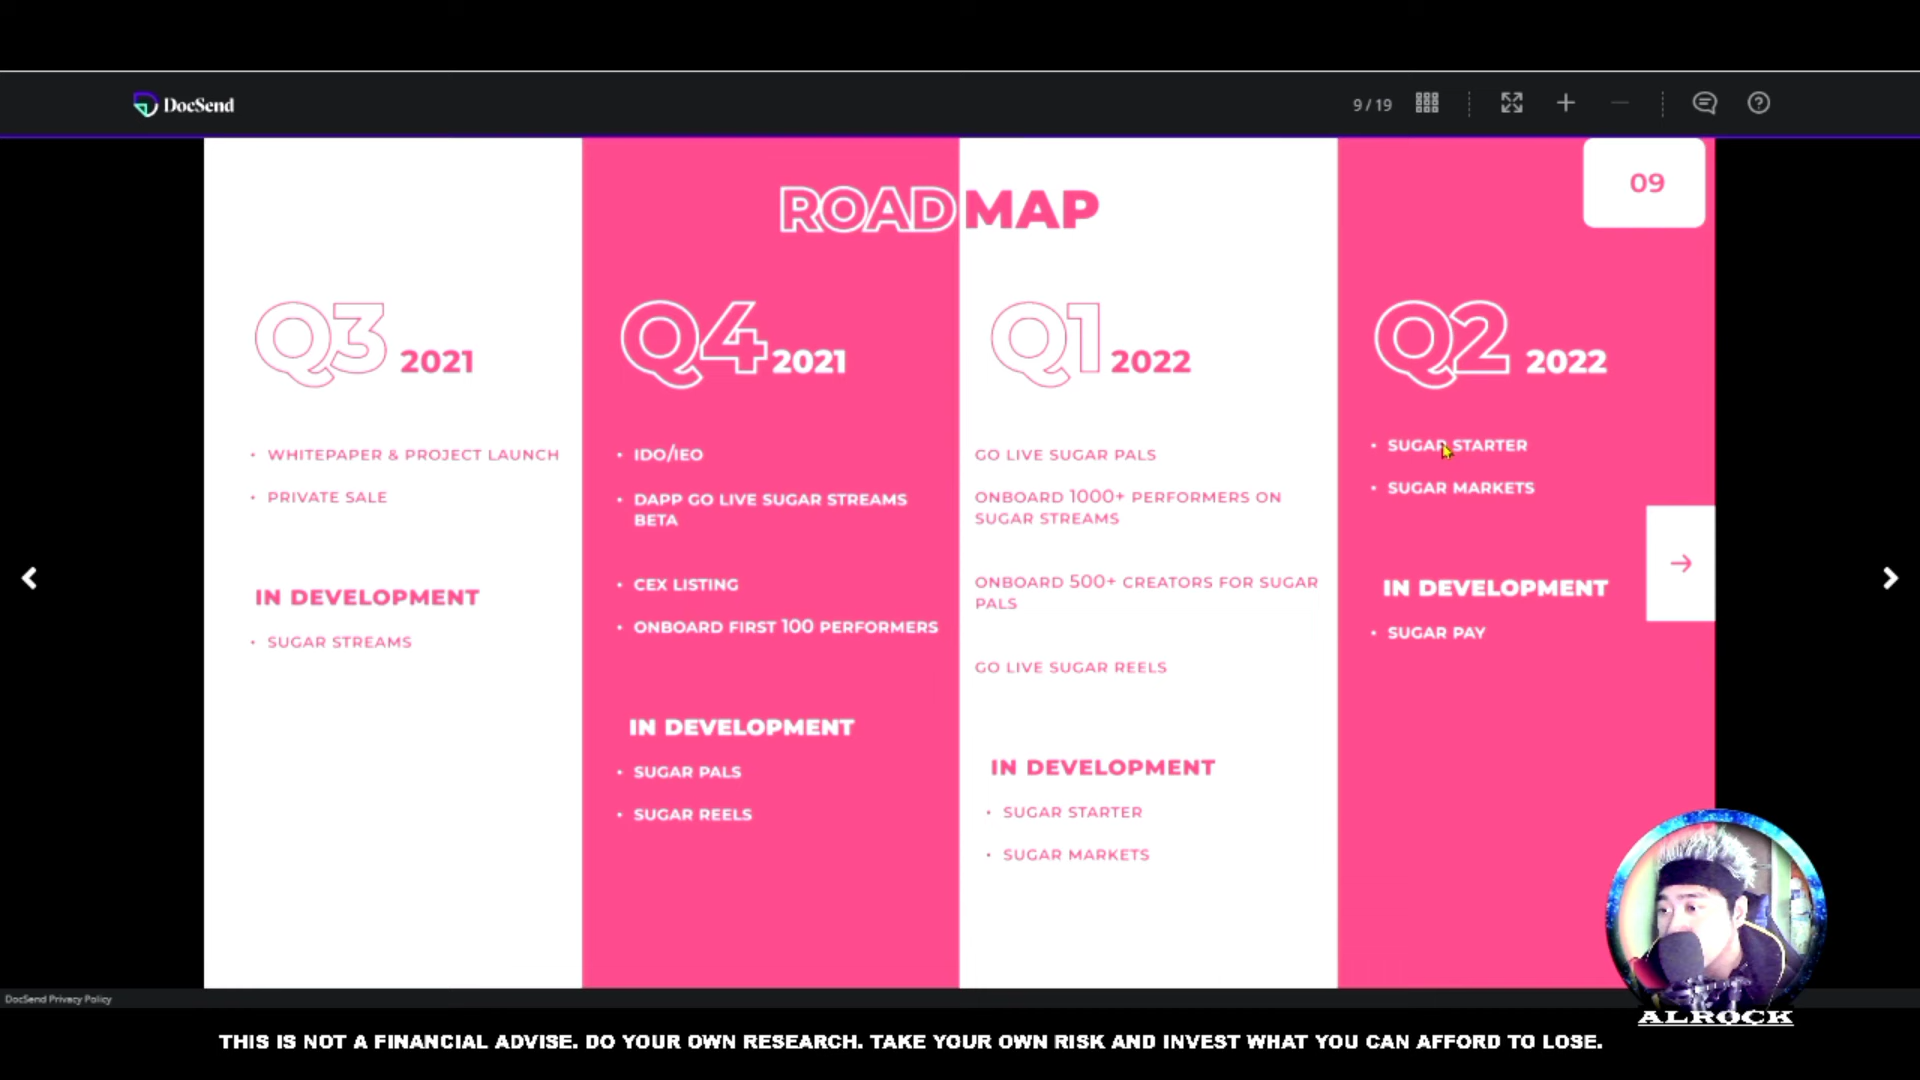 DocSend
9 / 19
09
ROADMAP
Q3 2021
• WHITEPAPER & PROJECT LAUNCH
• PRIVATE SALE
IN DEVELOPMENT
• SUGAR STREAMS
Q4 2021
• IDO/IEO
• DAPP GO LIVE SUGAR STREAMS
BETA
• CEX LISTING
• ONBOARD FIRST 100 PERFORMERS
IN DEVELOPMENT
• SUGAR PALS
• SUGAR REELS
Q1 2022
GO LIVE SUGAR PALS
ONBOARD 1000+ PERFORMERS ON
SUGAR STREAMS
ONBOARD 500+ CREATORS FOR SUGAR
PALS
GO LIVE SUGAR REELS
IN DEVELOPMENT
• SUGAR STARTER
• SUGAR MARKETS
Q2 2022
• SUGAR STARTER
• SUGAR MARKETS
IN DEVELOPMENT
• SUGAR PAY
ALROCK
DocSend Privacy Policy
THIS IS NOT A FINANCIAL ADVISE. DO YOUR OWN RESEARCH. TAKE YOUR OWN RISK AND INVEST WHAT YOU CAN AFFORD TO LOSE.